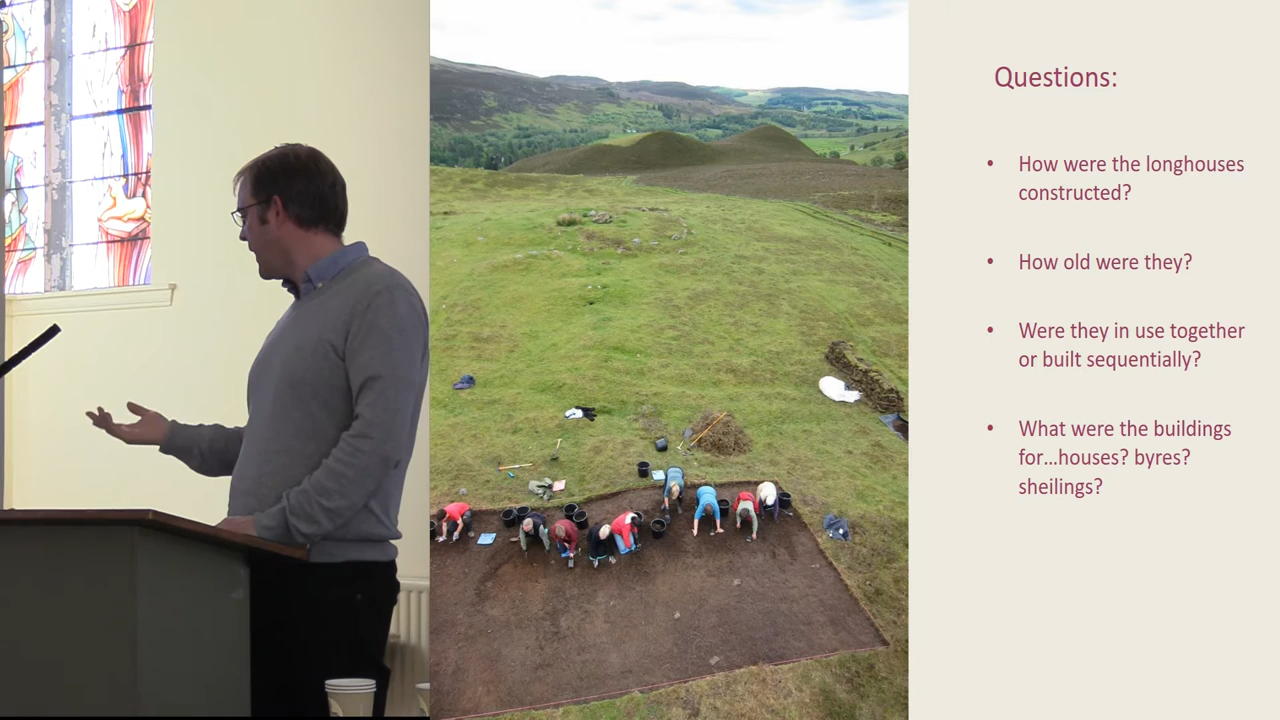 Questions:
• How were the longhouses
constructed?
• How old were they?
• Were they in use together
or built sequentially?
• What were the buildings
for...houses? byres?
sheilings?